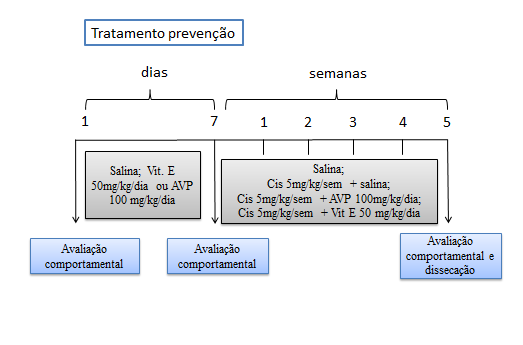 Tratamento prevenção
dias
semanas
1
7
1
2
3
4
5
Salina; Vit. E
50mg/kg/dia ou AVP
100 mg/kg/dia
Salina;
Cis 5mg/kg/sem + salina;
Cis 5mg/kg/sem + AVP 100mg/kg/dia;
Cis 5mg/kg/sem + Vit E 50 mg/kg/dia
Avaliação
comportamental
Avaliação
comportamental
Avaliação
comportamental e
dissecação